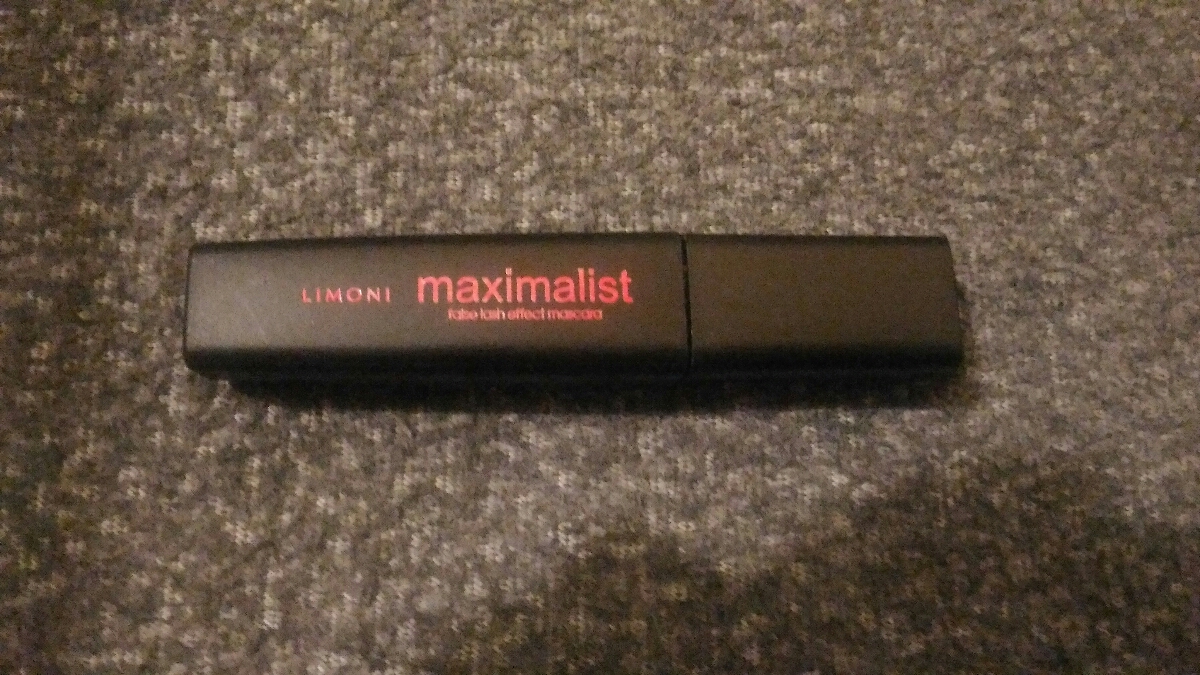 LIMONI maximalist
false lash effect mascara